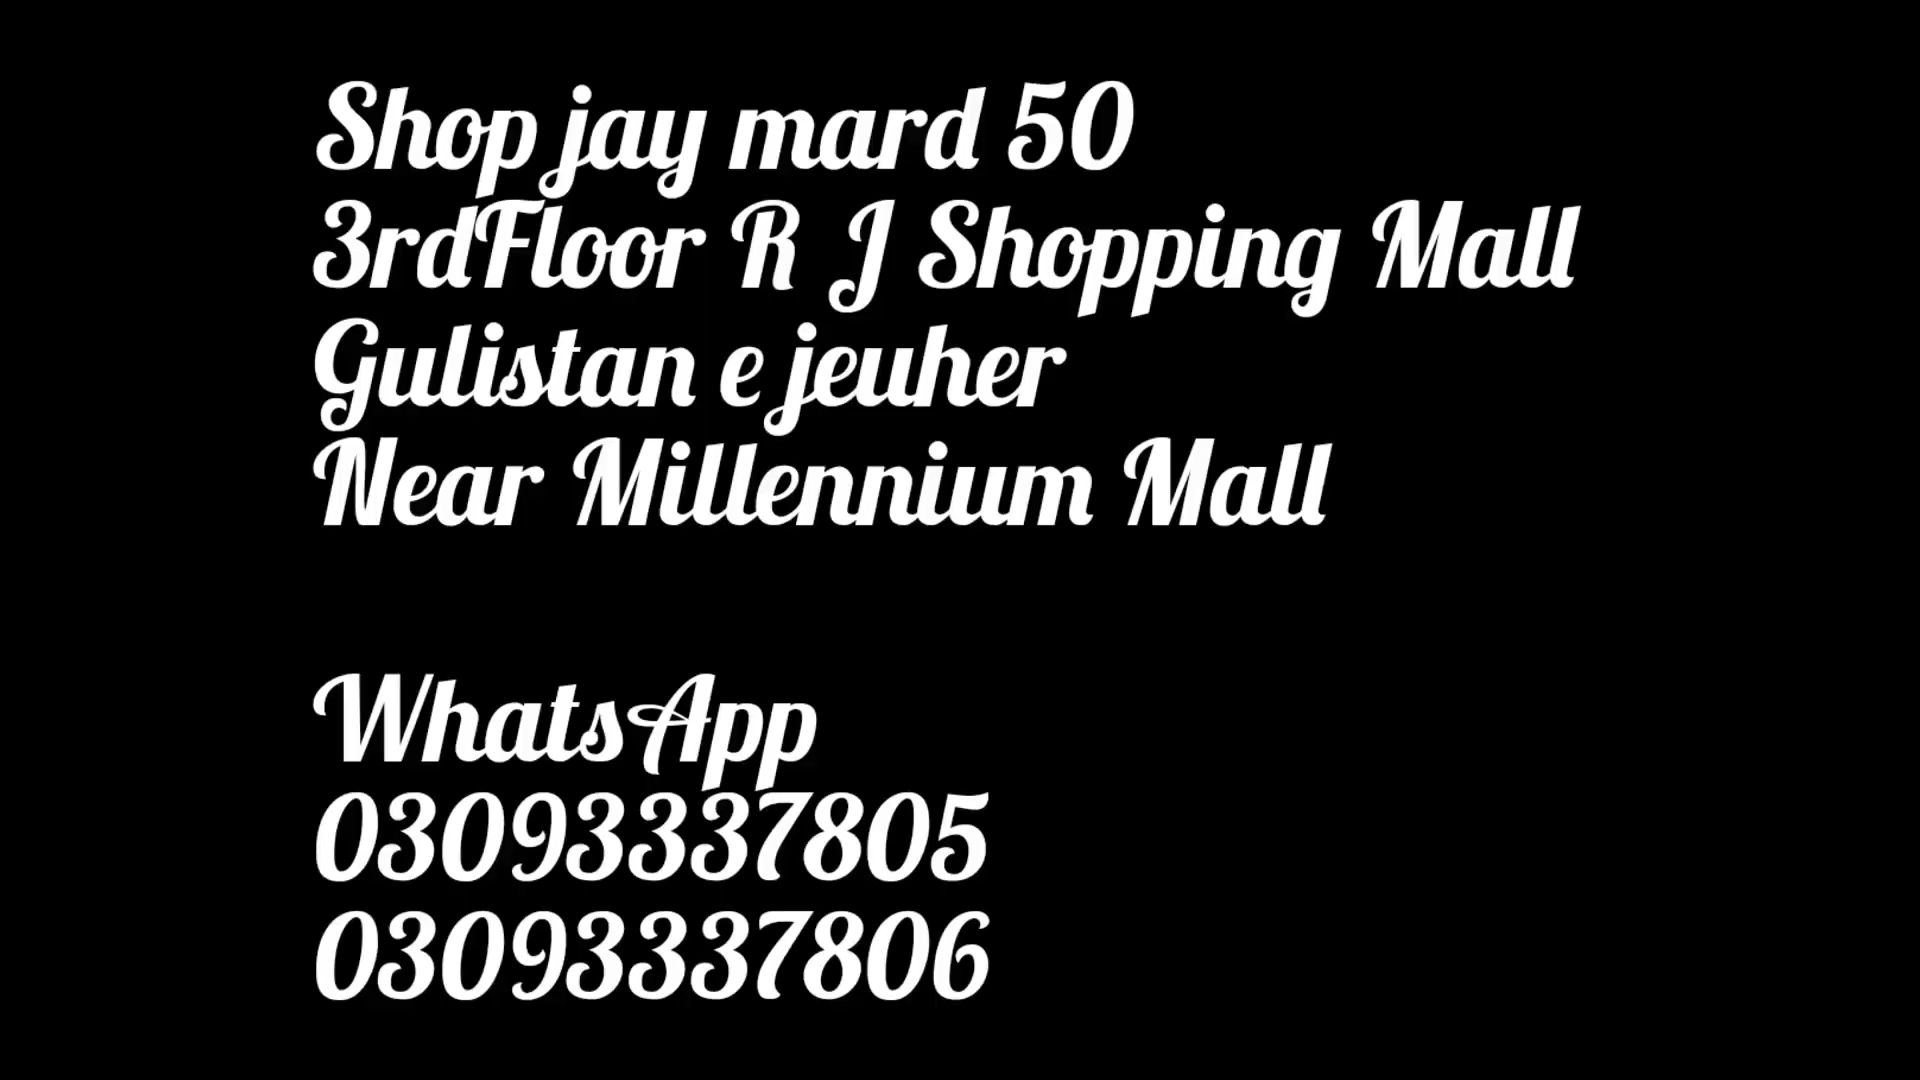 Shop jay mard 50
3rdFloor R J Shopping Mall
Gulistan e jeuher
Near Millennium Mall
WhatsApp
03093337805
03093337806